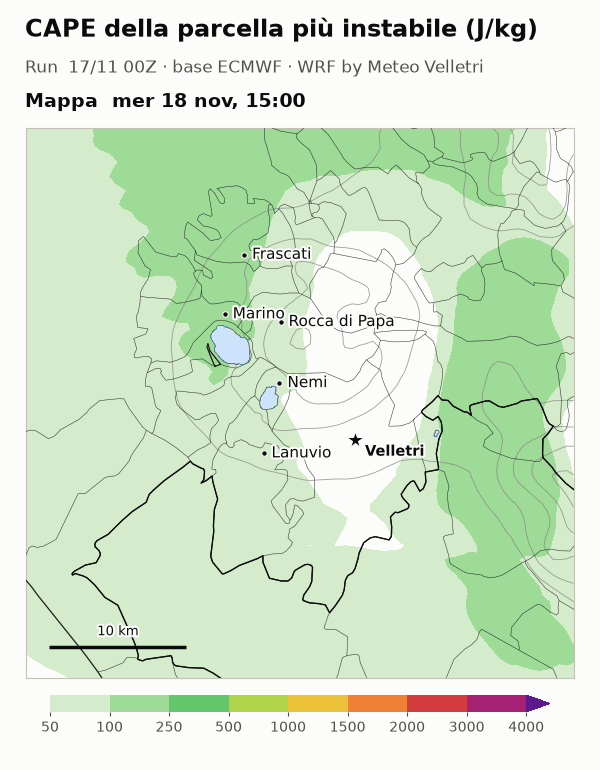 CAPE della parcella più instabile (J/kg)
Run  17/11 00Z · base ECMWF · WRF by Meteo Velletri
Mappa  mer 18 nov, 15:00
Frascati
Marino
Rocca di Papa
Nemi
Velletri
Lanuvio
10 km
50 100 250 500 1000 1500 2000 3000 4000